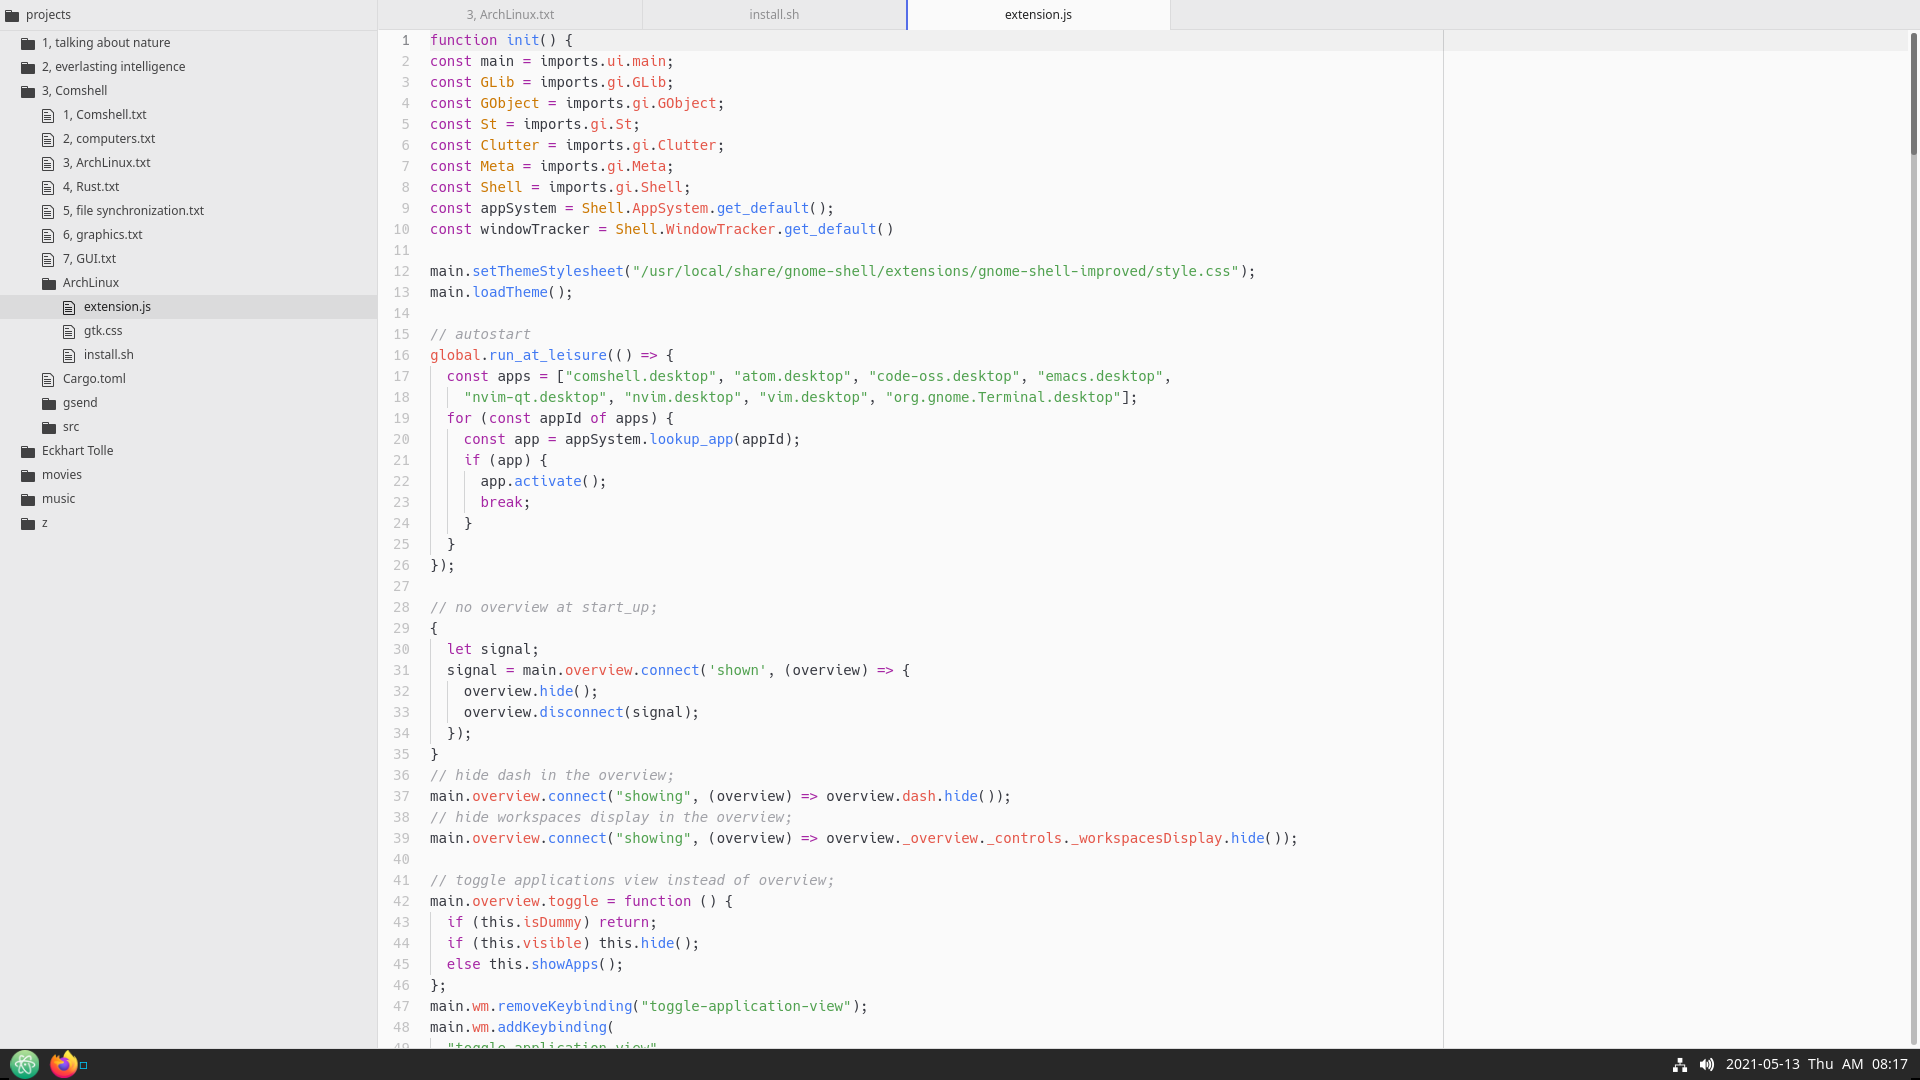 projects
1, talking about nature
2, everlasting intelligence
3, Comshell
1, Comshell.txt
2, computers.txt
3, ArchLinux.txt
4, Rust.txt
5, file synchronization.txt
6, graphics.txt
7, GUI.txt
ArchLinux
extension.js
gtk.css
install.sh
Cargo.toml
gsend
src
Eckhart Tolle
movies
music
z
3, ArchLinux.txt
install.sh
extension.js
1 function init() {
2 const main = imports.ui.main;
3 const GLib = imports.gi.GLib;
4 const GObject = imports.gi.GObject;
5 const St = imports.gi.St;
6 const Clutter = imports.gi.Clutter;
7 const Meta = imports.gi.Meta;
8 const Shell = imports.gi.Shell;
9 const appSystem = Shell.AppSystem.get_default();
10 const windowTracker = Shell.WindowTracker.get_default()
11
12 main.setThemeStylesheet("/usr/local/share/gnome-shell/extensions/gnome-shell-improved/style.css");
13 main.loadTheme();
14
15 // autostart
16 global.run_at_leisure(() => {
17   const apps = ["comshell.desktop", "atom.desktop", "code-oss.desktop", "emacs.desktop",
18     "nvim-qt.desktop", "nvim.desktop", "vim.desktop", "org.gnome.Terminal.desktop"];
19   for (const appId of apps) {
20     const app = appSystem.lookup_app(appId);
21     if (app) {
22       app.activate();
23       break;
24     }
25   }
26 });
27
28 // no overview at start_up;
29 {
30   let signal;
31   signal = main.overview.connect('shown', (overview) => {
32     overview.hide();
33     overview.disconnect(signal);
34   });
35 }
36 // hide dash in the overview;
37 main.overview.connect("showing", (overview) => overview.dash.hide());
38 // hide workspaces display in the overview;
39 main.overview.connect("showing", (overview) => overview._overview._controls._workspacesDisplay.hide());
40
41 // toggle applications view instead of overview;
42 main.overview.toggle = function () {
43   if (this.isDummy) return;
44   if (this.visible) this.hide();
45   else this.showApps();
46 };
47 main.wm.removeKeybinding("toggle-application-view");
48 main.wm.addKeybinding(
49   "toggle-application-view",
2021-05-13 Thu AM 08:17